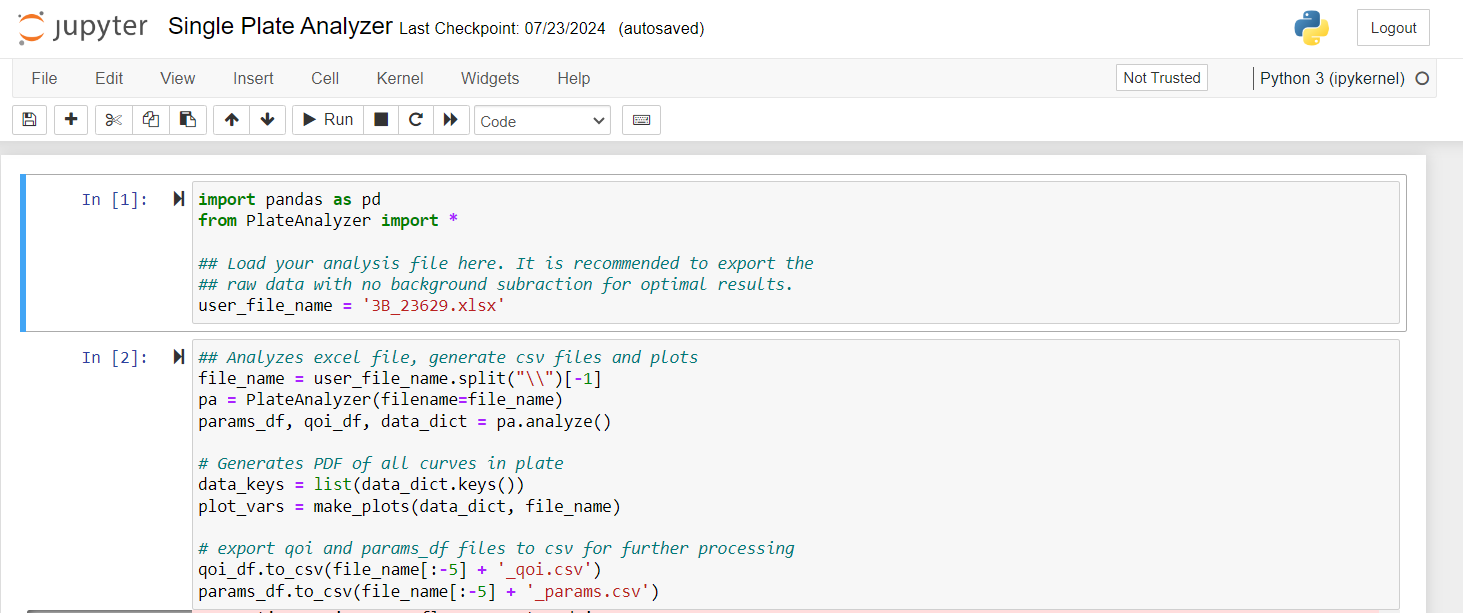 jupyter Single Plate Analyzer Last Checkpoint: 07/23/2024 (autosaved)
Logout
File Edit View Insert Cell Kernel Widgets Help
Not Trusted
Python 3 (ipykernel)
Run
Code
In [1]:
import pandas as pd
from PlateAnalyzer import *
## Load your analysis file here. It is recommended to export the
## raw data with no background subraction for optimal results.
user_file_name = '3B_23629.xlsx'
In [2]:
## Analyzes excel file, generate csv files and plots
file_name = user_file_name.split("\\")[-1]
pa = PlateAnalyzer(filename=file_name)
params_df, qoi_df, data_dict = pa.analyze()
# Generates PDF of all curves in plate
data_keys = list(data_dict.keys())
plot_vars = make_plots(data_dict, file_name)
# export qoi and params_df files to csv for further processing
qoi_df.to_csv(file_name[:-5] + '_qoi.csv')
params_df.to_csv(file_name[:-5] + '_params.csv')